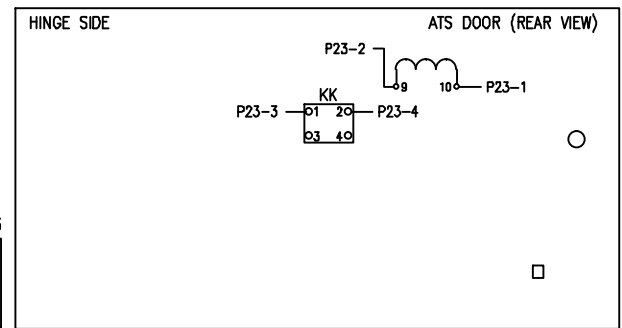 HINGE SIDE
ATS DOOR (REAR VIEW)
P23-2
9 10 P23-1
KK
P23-3 1 2 P23-4
3 4